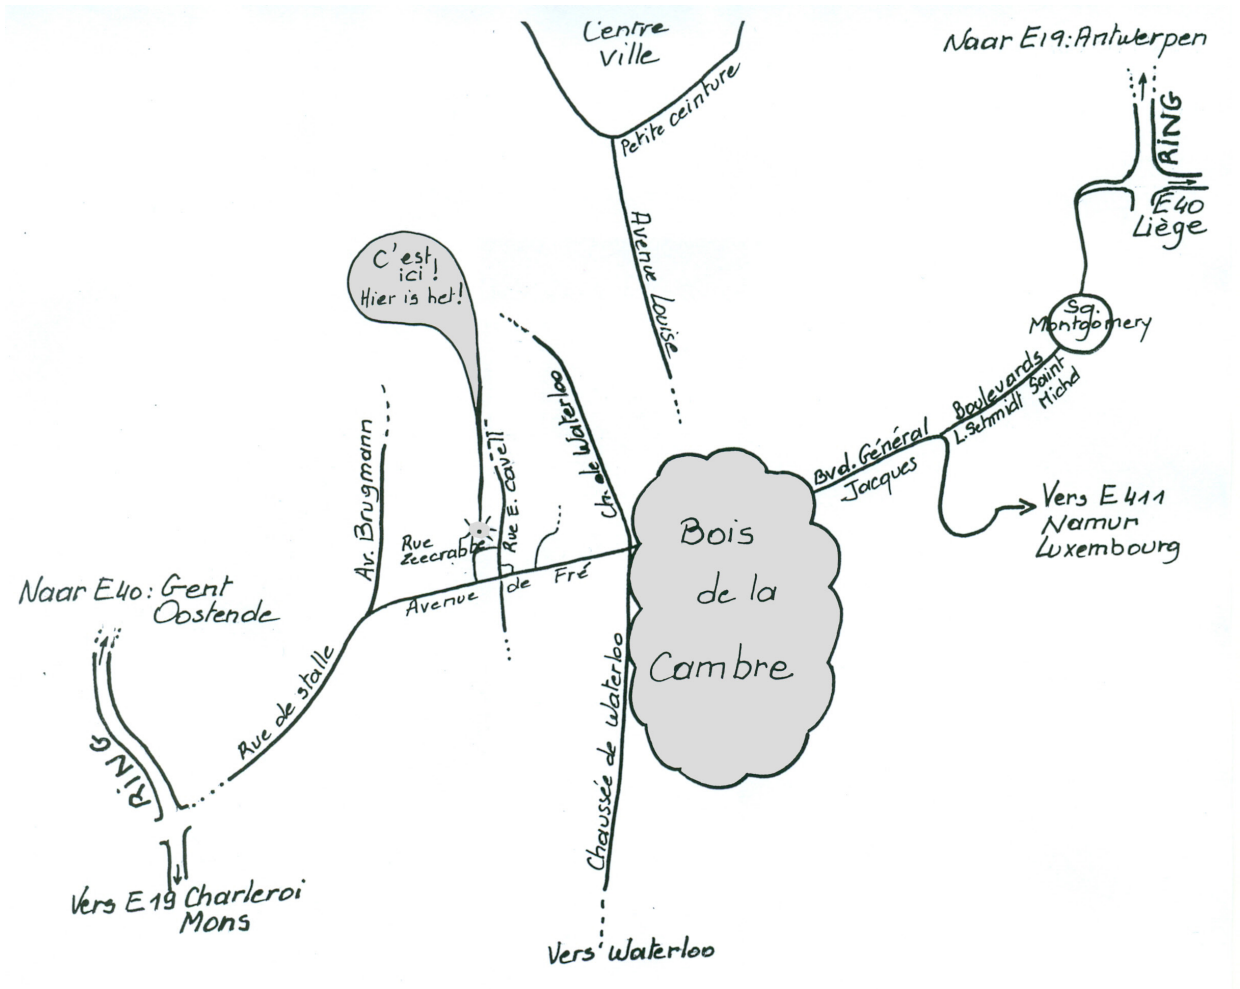 Centre
Ville
Petite ceinture
Naar E19: Antwerpen
RING
E40
Liège
Avenue Louise
C'est
ici !
Hier is het !
Sq.
Montgomery
Boulevards
L. Schmidt Saint
Michel
Bvd. Général
Jacques
Vers E411
Namur
Luxembourg
Ch. de Waterloo
Rue E. Cavell
Av. Brugmann
Rue
Zeecrabbe
Avenue de Fré
Bois
de la
Cambre
Naar E40: Gent
Oostende
Rue de stalle
RING
Chaussée de Waterloo
Vers E19 Charleroi
Mons
Vers Waterloo